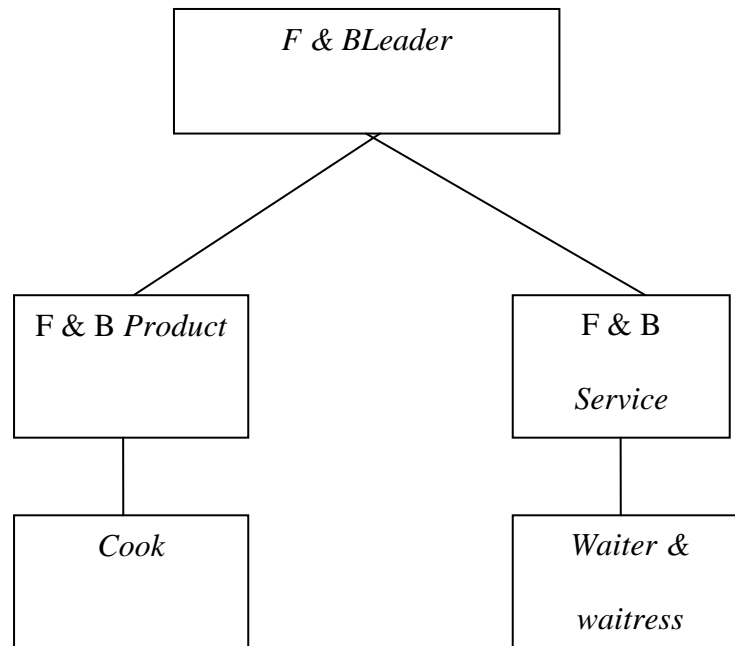 F & BLeader
F & B Product
F & B
Service
Cook
Waiter &
waitress